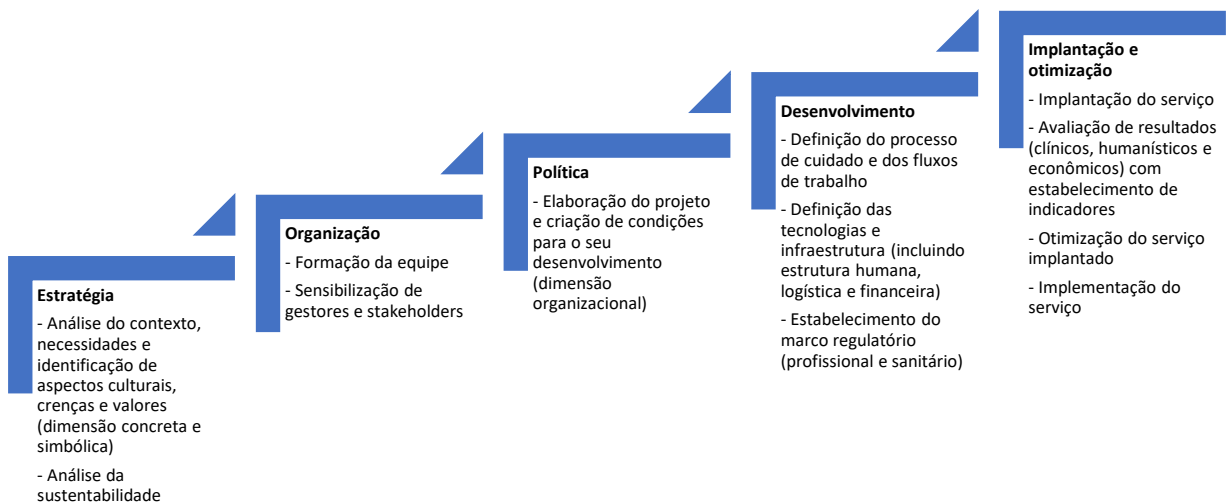 Estratégia
- Análise do contexto,
necessidades e
identificação de
aspectos culturais,
crenças e valores
(dimensão concreta e
simbólica)
- Análise da
sustentabilidade
Organização
- Formação da equipe
- Sensibilização de
gestores e stakeholders
Política
- Elaboração do projeto
e criação de condições
para o seu
desenvolvimento
(dimensão
organizacional)
Desenvolvimento
- Definição do processo
de cuidado e dos fluxos
de trabalho
- Definição das
tecnologias e
infraestrutura (incluindo
estrutura humana,
logística e financeira)
- Estabelecimento do
marco regulatório
(profissional e sanitário)
Implantação e
otimização
- Implantação do serviço
- Avaliação de resultados
(clínicos, humanísticos e
econômicos) com
estabelecimento de
indicadores
- Otimização do serviço
implantado
- Implementação do
serviço